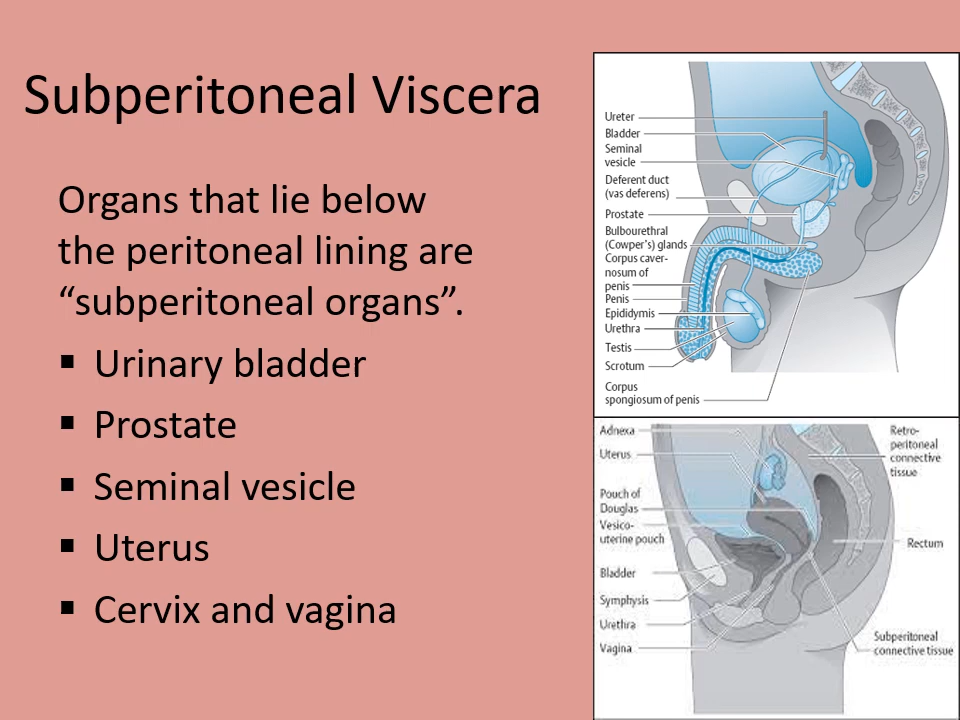 Subperitoneal Viscera
Organs that lie below
the peritoneal lining are
“subperitoneal organs”.
▪ Urinary bladder
▪ Prostate
▪ Seminal vesicle
▪ Uterus
▪ Cervix and vagina
Ureter
Bladder
Seminal
vesicle
Deferent duct
(vas deferens)
Prostate
Bulbourethral
(Cowper's) glands
Corpus caver-
nosum of
penis
Penis
Epididymis
Urethra
Testis
Scrotum
Corpus
spongiosum of penis
Adnexa
Uterus
Pouch of
Douglas
Vesico-
uterine pouch
Bladder
Symphysis
Urethra
Vagina
Retro-
peritoneal
connective
tissue
Rectum
Subperitoneal
connective tissue